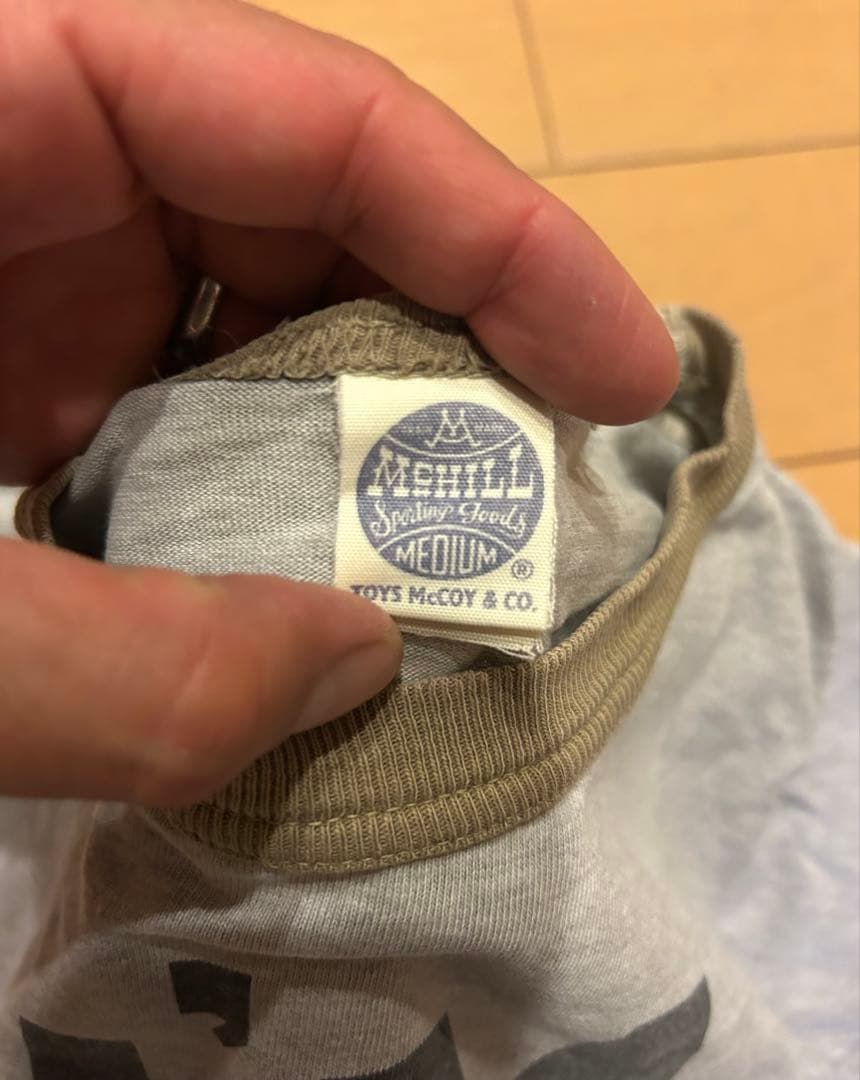 McHILL
Sporting Goods
MEDIUM
®
TOYS McCOY & CO.